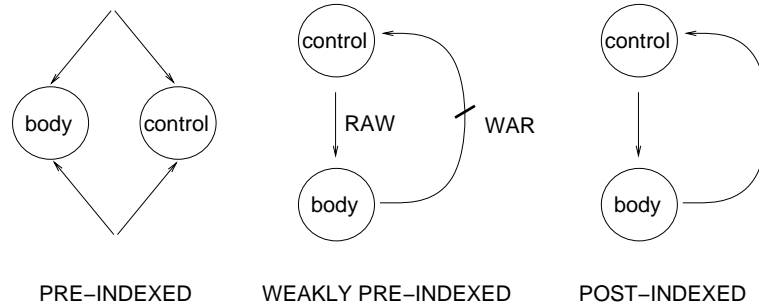 body
control
PRE−INDEXED
control
RAW
WAR
body
WEAKLY PRE−INDEXED
control
body
POST−INDEXED